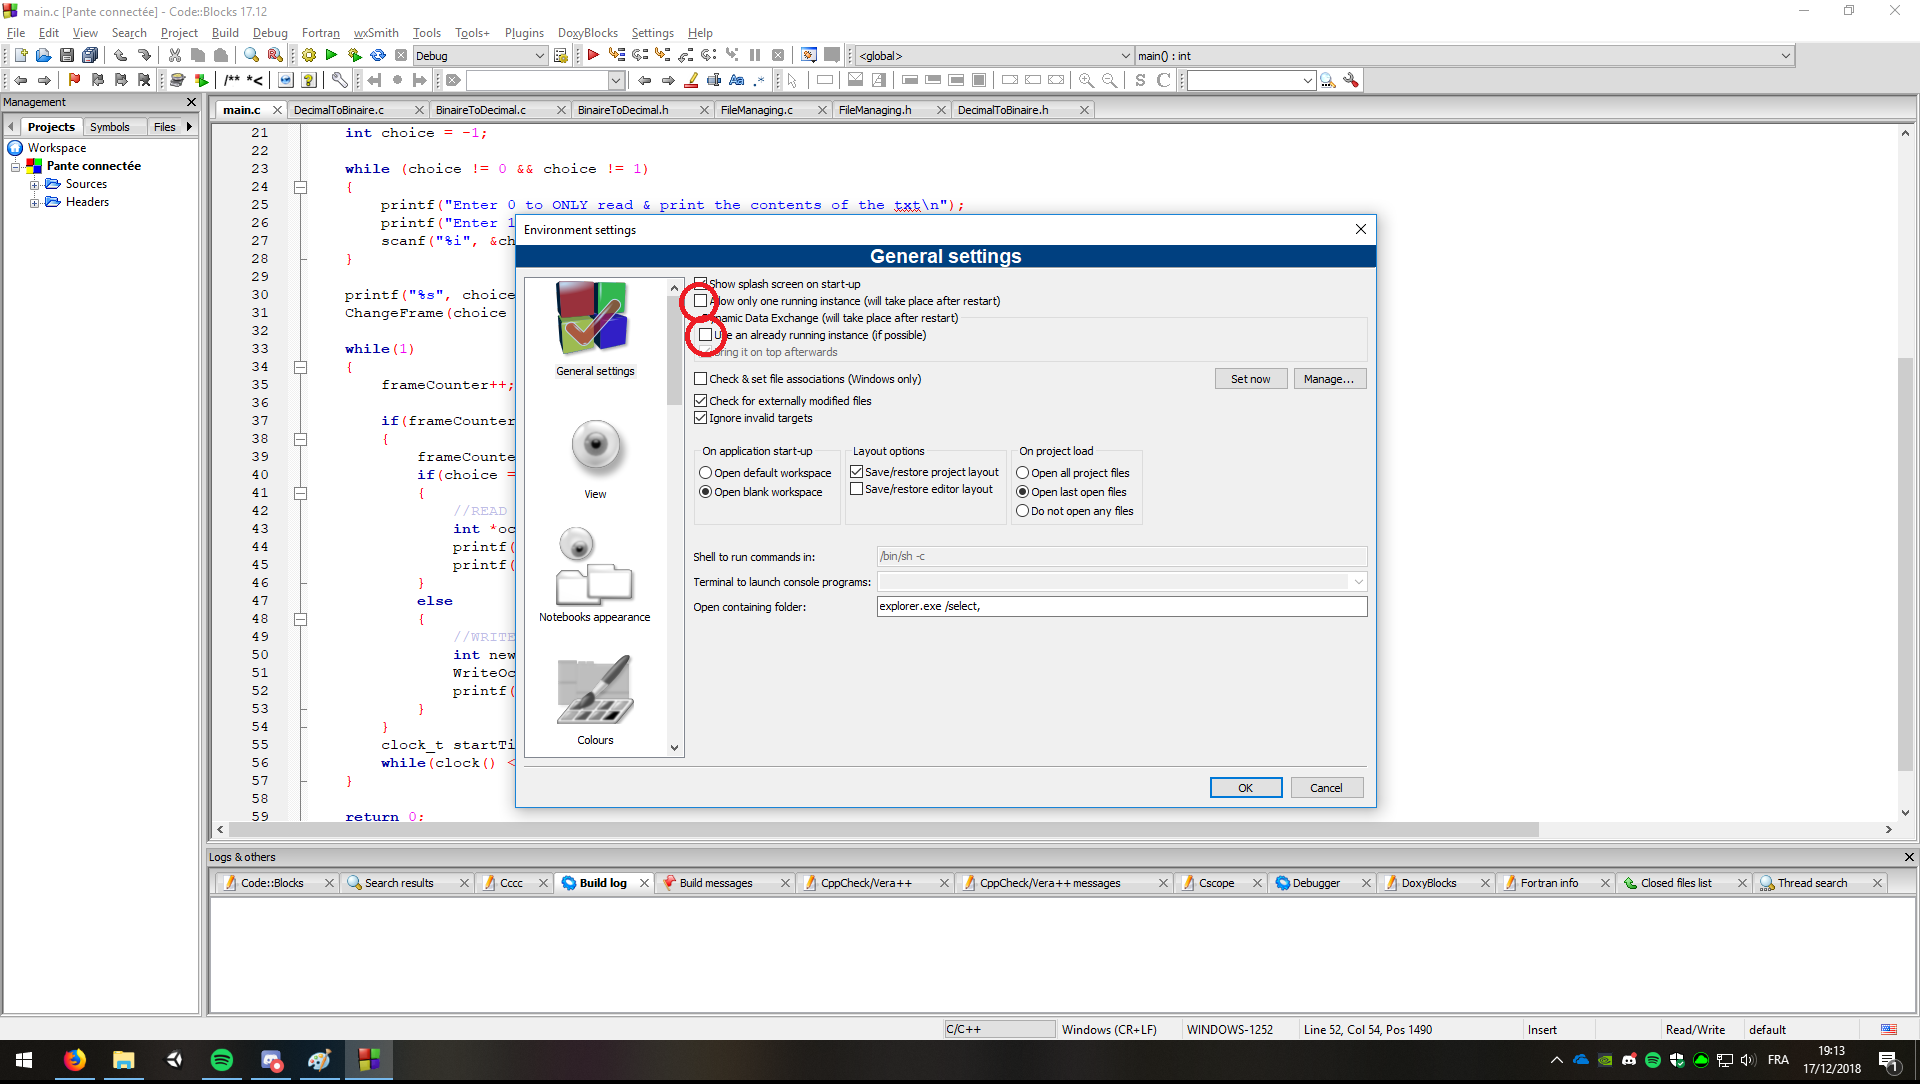 main.c [Pante connectée] - Code::Blocks 17.12
File Edit View Search Project Build Debug Fortran wxSmith Tools Tools+ Plugins DoxyBlocks Settings Help
Debug <global> main() : int
/** *< Aa .* S C
Management
Logs & others
Projects Symbols Files
Workspace
Pante connectée
Sources
Headers
main.c DecimalToBinaire.c BinaireToDecimal.c BinaireToDecimal.h FileManaging.c FileManaging.h DecimalToBinaire.h
21 int choice = -1;
22
23 while (choice != 0 && choice != 1)
24 {
25 printf("Enter 0 to ONLY read & print the contents of the txt\n");
26 printf("Enter 1
27 scanf("%i", &ch
28 }
29
30 printf("%s", choice
31 ChangeFrame(choice
32
33 while(1)
34 {
35 frameCounter++;
36
37 if(frameCounter
38 {
39 frameCounte
40 if(choice =
41 {
42 //READ
43 int *oc
44 printf(
45 printf(
46 }
47 else
48 {
49 //WRITE
50 int new
51 WriteOc
52 printf(
53 }
54 }
55 clock_t startTi
56 while(clock() <
57 }
58
59 return 0;
Environment settings
General settings
General settings
View
Notebooks appearance
Colours
Show splash screen on start-up
Allow only one running instance (will take place after restart)
Dynamic Data Exchange (will take place after restart)
Use an already running instance (if possible)
Bring it on top afterwards
Check & set file associations (Windows only) Set now Manage...
Check for externally modified files
Ignore invalid targets
On application start-up
Open default workspace
Open blank workspace
Layout options
Save/restore project layout
Save/restore editor layout
On project load
Open all project files
Open last open files
Do not open any files
Shell to run commands in: /bin/sh -c
Terminal to launch console programs:
Open containing folder: explorer.exe /select,
OK Cancel
Code::Blocks Search results Cccc Build log Build messages CppCheck/Vera++ CppCheck/Vera++ messages Cscope Debugger DoxyBlocks Fortran info Closed files list Thread search
C/C++ Windows (CR+LF) WINDOWS-1252 Line 52, Col 54, Pos 1490 Insert Read/Write default
FRA 19:13
17/12/2018
1